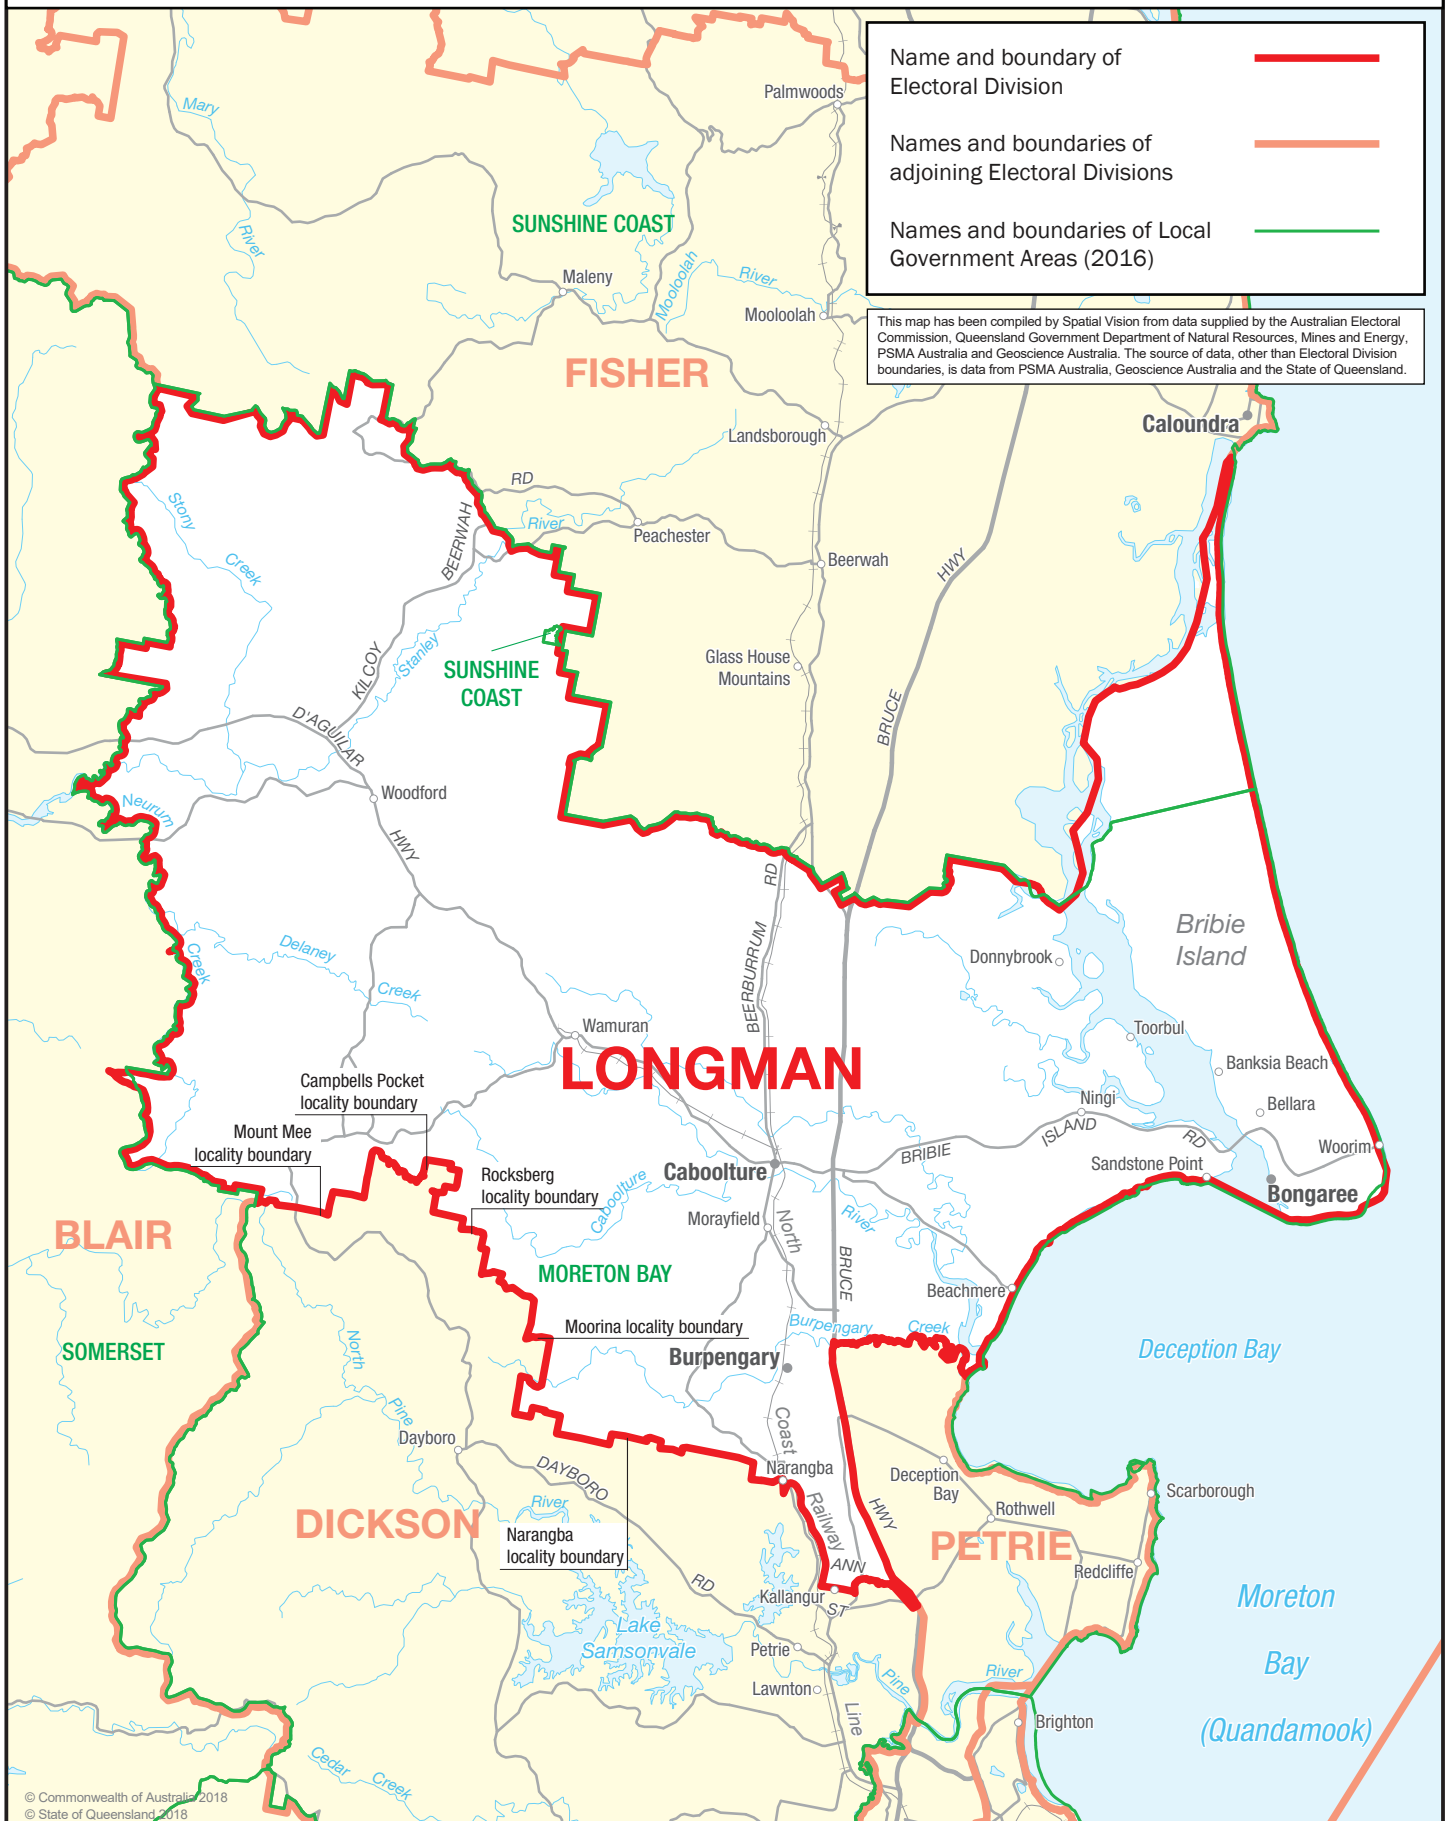 Name and boundary of
Electoral Division
Names and boundaries of
adjoining Electoral Divisions
Names and boundaries of Local
Government Areas (2016)
This map has been compiled by Spatial Vision from data supplied by the Australian Electoral
Commission, Queensland Government Department of Natural Resources, Mines and Energy,
PSMA Australia and Geoscience Australia. The source of data, other than Electoral Division
boundaries, is data from PSMA Australia, Geoscience Australia and the State of Queensland.
Palmwoods
Mary
River
SUNSHINE COAST
Maleny
Mooloolah
River
Mooloolah
FISHER
Caloundra
Landsborough
RD
Stony
Creek
BEERWAH
River
Peachester
Beerwah
HWY
KILCOY
Stanley
SUNSHINE
COAST
Glass House
Mountains
BRUCE
D'AGUILAR
Neurum
Woodford
HWY
RD
Creek
Delaney
Creek
BEERBURRUM
Bribie
Island
Donnybrook
Wamuran
Toorbul
LONGMAN
Banksia Beach
Campbells Pocket
locality boundary
Ningi
Bellara
Mount Mee
locality boundary
ISLAND
RD
BRIBIE
Woorim
Caboolture
Sandstone Point
Rocksberg
locality boundary
Bongaree
Caboolture
Morayfield
North
River
BLAIR
BRUCE
MORETON BAY
Beachmere
Moorina locality boundary
Burpengary
Creek
North
SOMERSET
Burpengary
Deception Bay
Pine
Coast
Dayboro
DAYBORO
Narangba
Deception
Bay
Scarborough
River
Railway
HWY
Rothwell
DICKSON
Narangba
locality boundary
PETRIE
ANN
Redcliffe
RD
Kallangur
ST
Moreton
Lake
Samsonvale
Petrie
Bay
Pine
River
Lawnton
Line
Brighton
(Quandamook)
Cedar
Creek
© Commonwealth of Australia 2018
© State of Queensland 2018